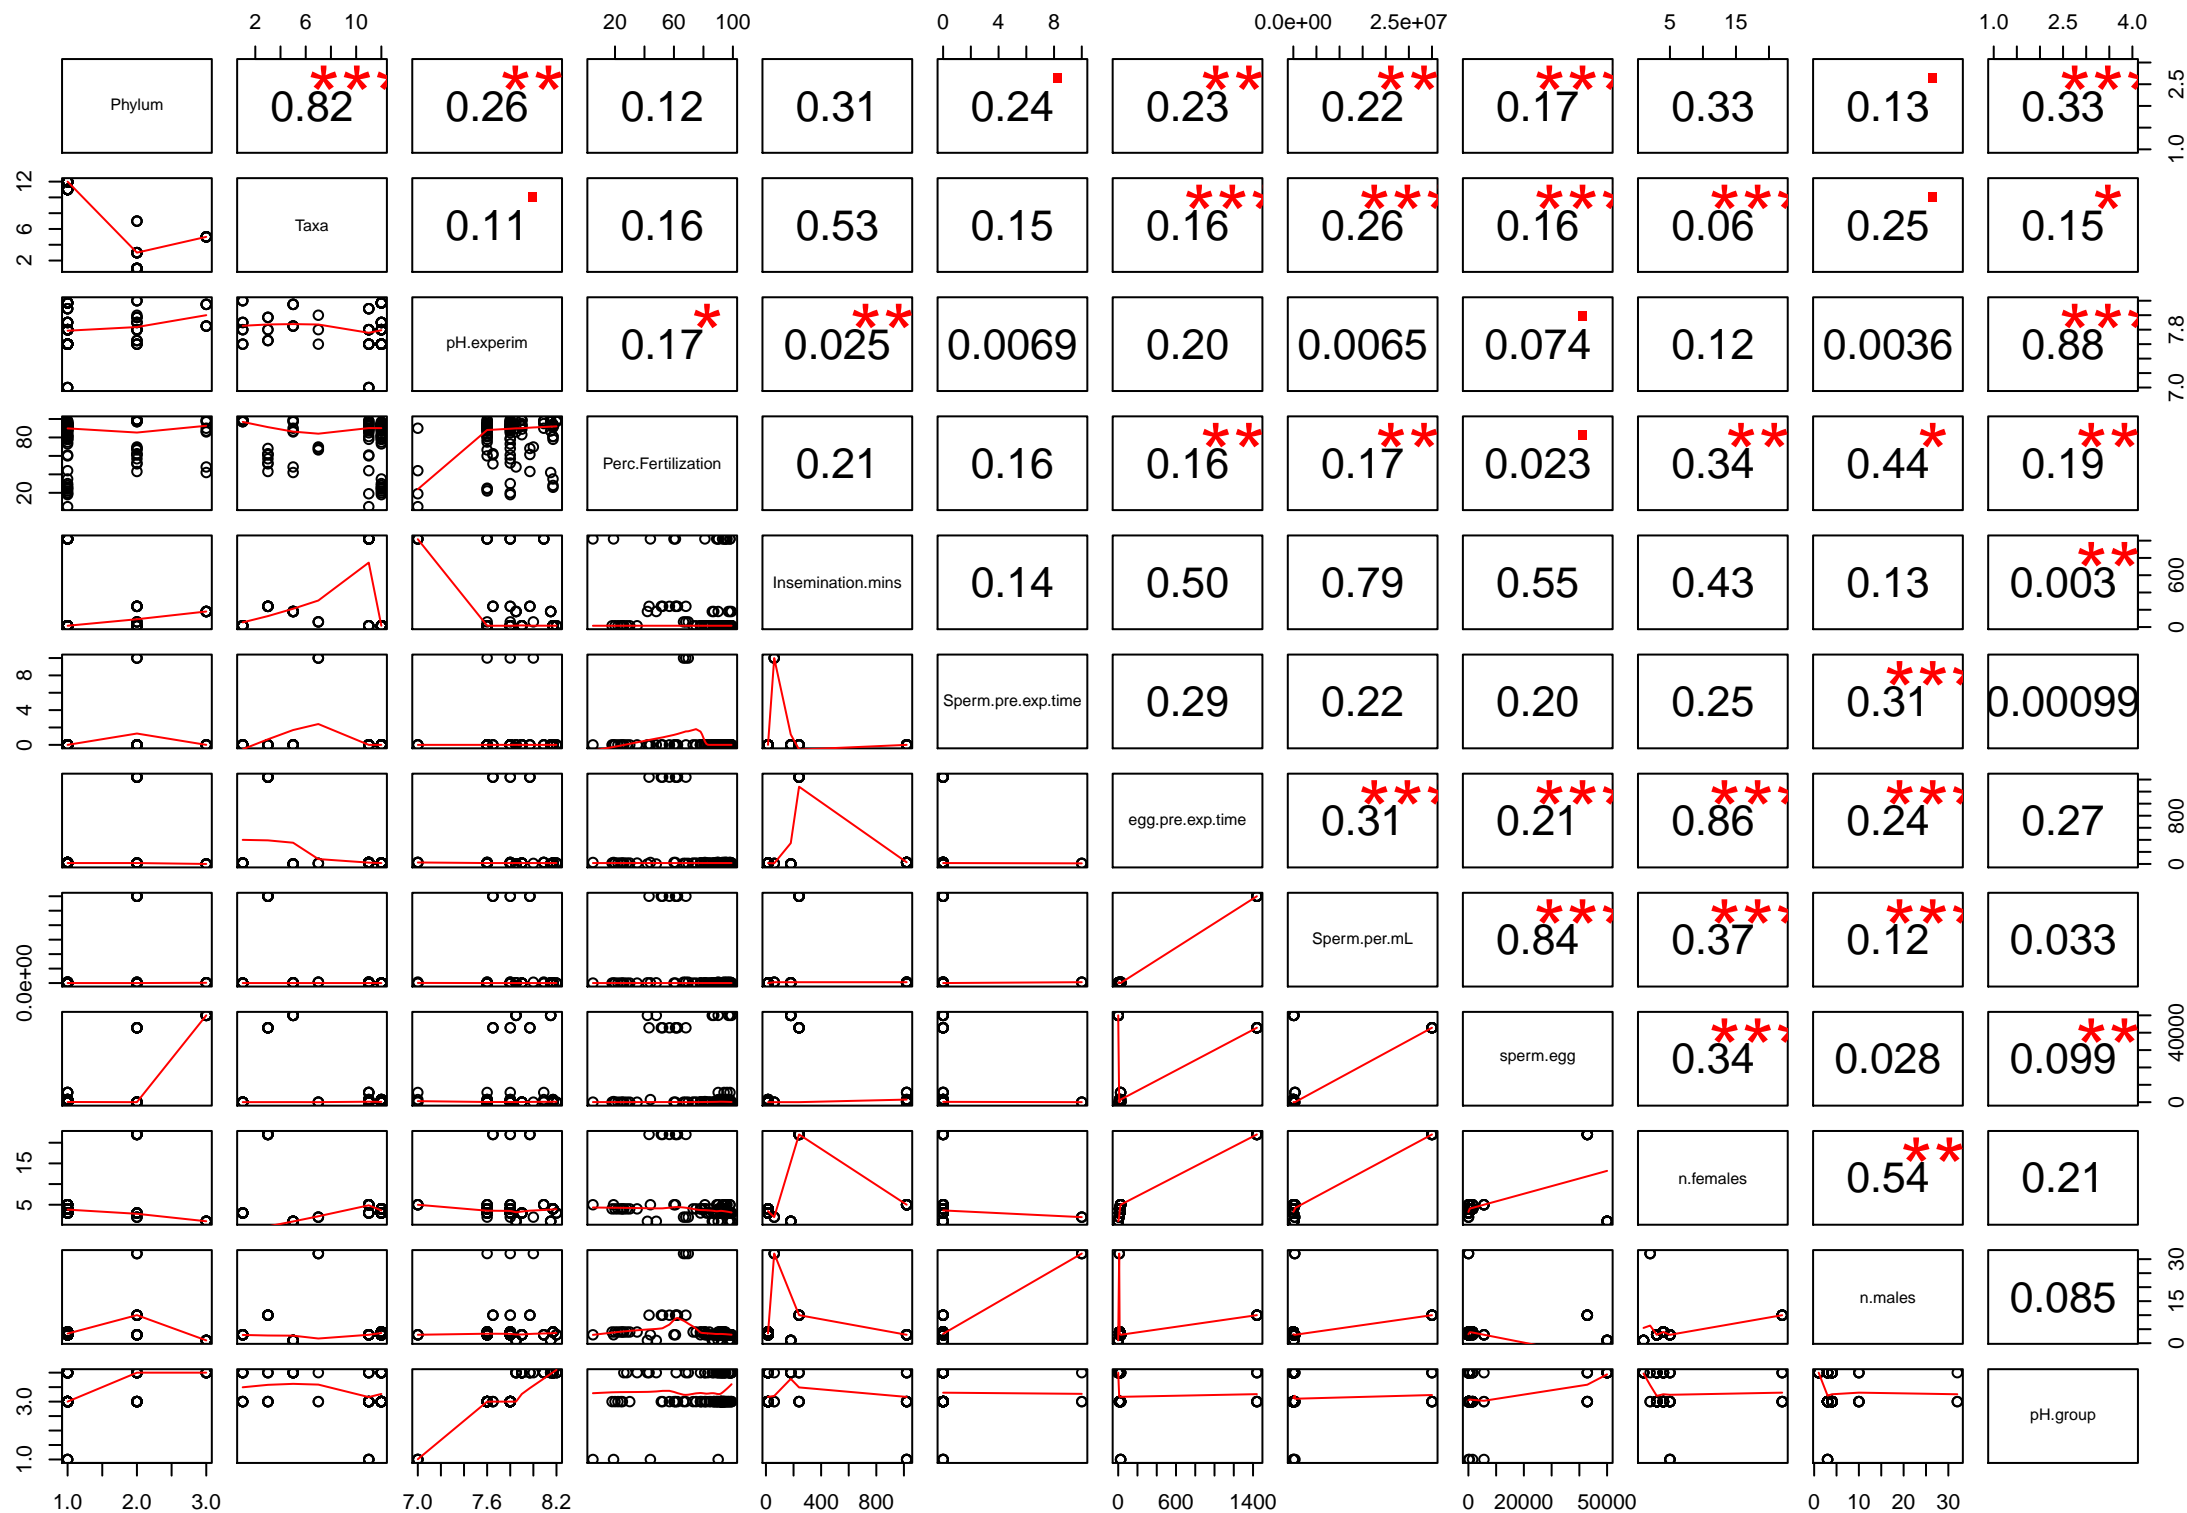 2 6 10 20 60 100 0 4 8 0.0e+00 2.5e+07 5 15 1.0 2.5 4.0
Phylum 0.82 *** 0.26 ** 0.12 0.31 0.24 0.23 ** 0.22 ** 0.17 *** 0.33 0.13 0.33 *** 1.0 2.5
2 6 12 Taxa 0.11 0.16 0.53 0.15 0.16 *** 0.26 *** 0.16 *** 0.06 *** 0.25 0.15 *
pH.experim 0.17 * 0.025 ** 0.0069 0.20 0.0065 0.074 0.12 0.0036 0.88 *** 7.0 7.8
20 80 Perc.Fertilization 0.21 0.16 0.16 ** 0.17 ** 0.023 0.34 ** 0.44 * 0.19 **
Insemination.mins 0.14 0.50 0.79 0.55 0.43 0.13 0.003 ** 0 600
0 4 8 Sperm.pre.exp.time 0.29 0.22 0.20 0.25 0.31 *** 0.00099
egg.pre.exp.time 0.31 *** 0.21 *** 0.86 *** 0.24 *** 0.27 0 800
0.0e+00 Sperm.per.mL 0.84 *** 0.37 *** 0.12 *** 0.033
sperm.egg 0.34 *** 0.028 0.099 ** 0 40000
5 15 n.females 0.54 ** 0.21
n.males 0.085 0 15 30
1.0 3.0 pH.group
1.0 2.0 3.0 7.0 7.6 8.2 0 400 800 0 600 1400 0 20000 50000 0 10 20 30